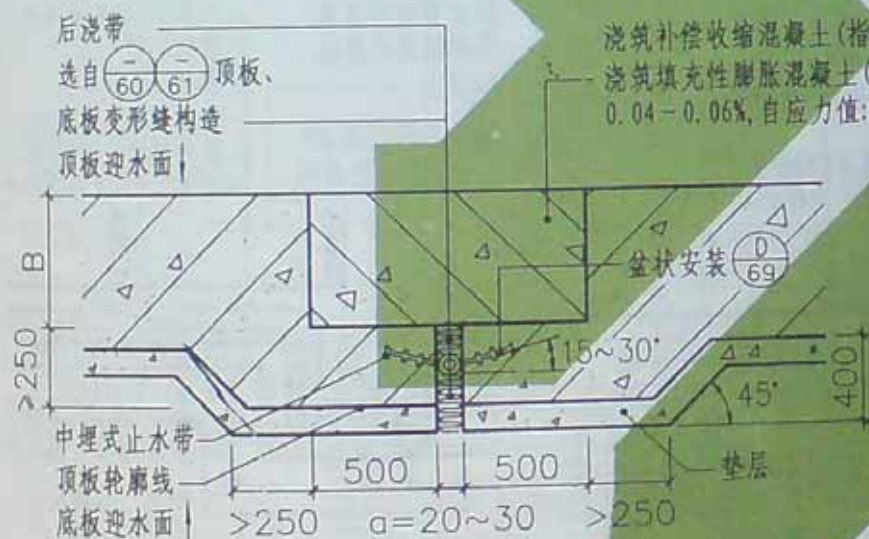 后浇带
选自 –/60 –/61 顶板、
底板变形缝构造
顶板迎水面
浇筑补偿收缩混凝土(指
浇筑填充性膨胀混凝土(
0.04-0.06%,自应力值:
B
>250
盆状安装 D/69
15~30°
45°
400
中埋式止水带
顶板轮廓线
底板迎水面
500
500
垫层
>250
a=20~30
>250